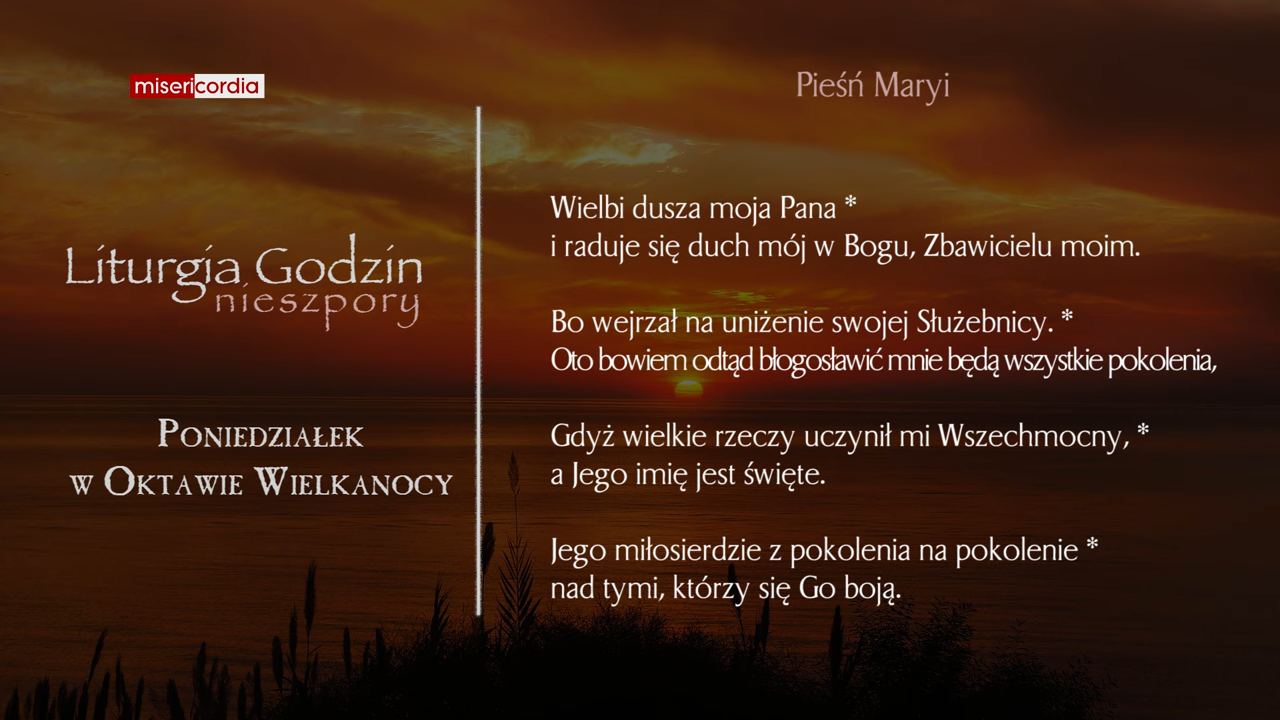 misericordia
Liturgia Godzin
nieszpory
Poniedziałek
w Oktawie Wielkanocy
Pieśń Maryi
Wielbi dusza moja Pana *
i raduje się duch mój w Bogu, Zbawicielu moim.
Bo wejrzał na uniżenie swojej Służebnicy. *
Oto bowiem odtąd błogosławić mnie będą wszystkie pokolenia,
Gdyż wielkie rzeczy uczynił mi Wszechmocny, *
a Jego imię jest święte.
Jego miłosierdzie z pokolenia na pokolenie *
nad tymi, którzy się Go boją.